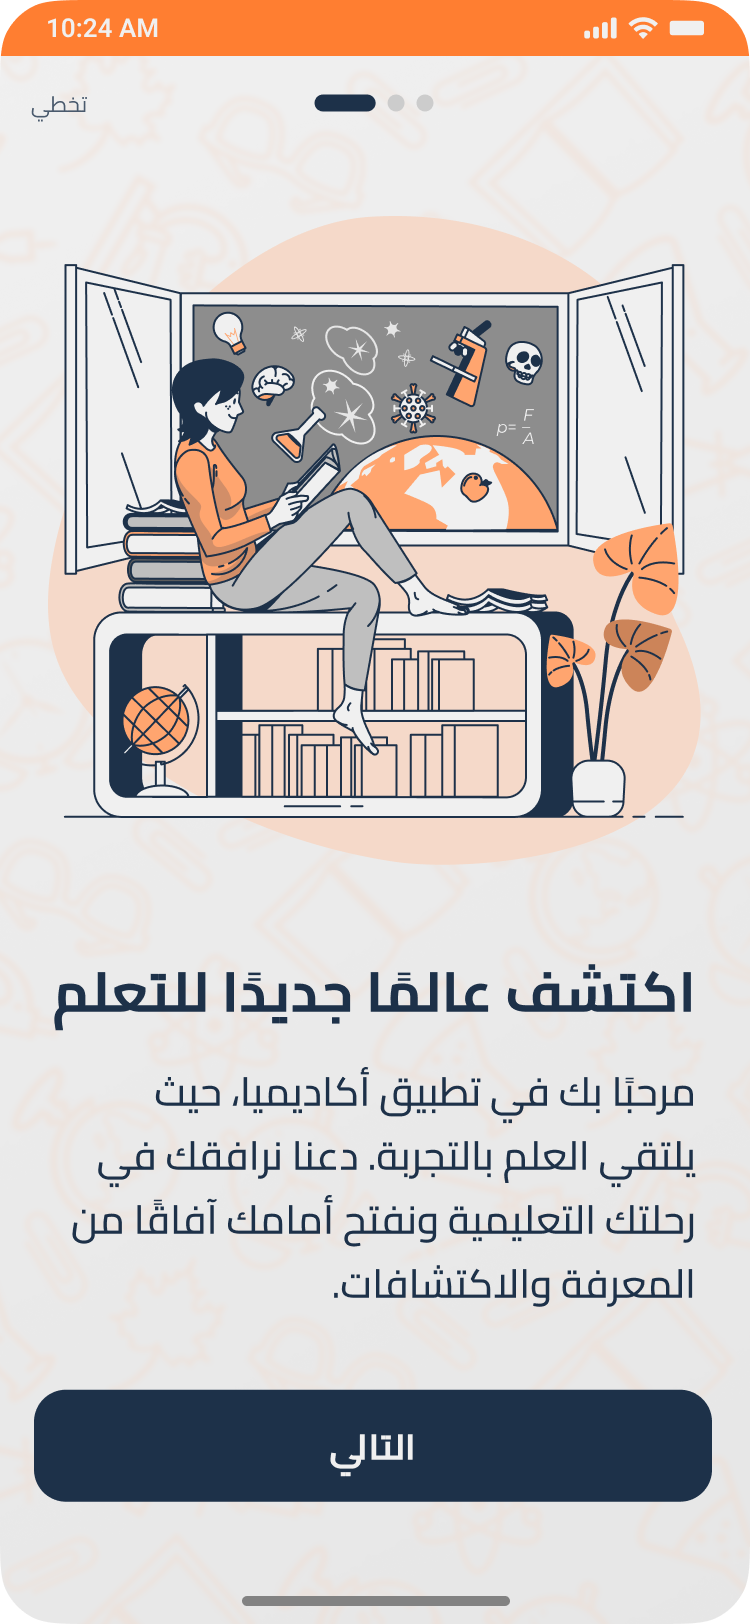 10:24 AM
تخطي
p= F/A
اكتشف عالمًا جديدًا للتعلم
مرحبًا بك في تطبيق أكاديميا، حيث
يلتقي العلم بالتجربة. دعنا نرافقك في
رحلتك التعليمية ونفتح أمامك آفاقًا من
المعرفة والاكتشافات.
التالي